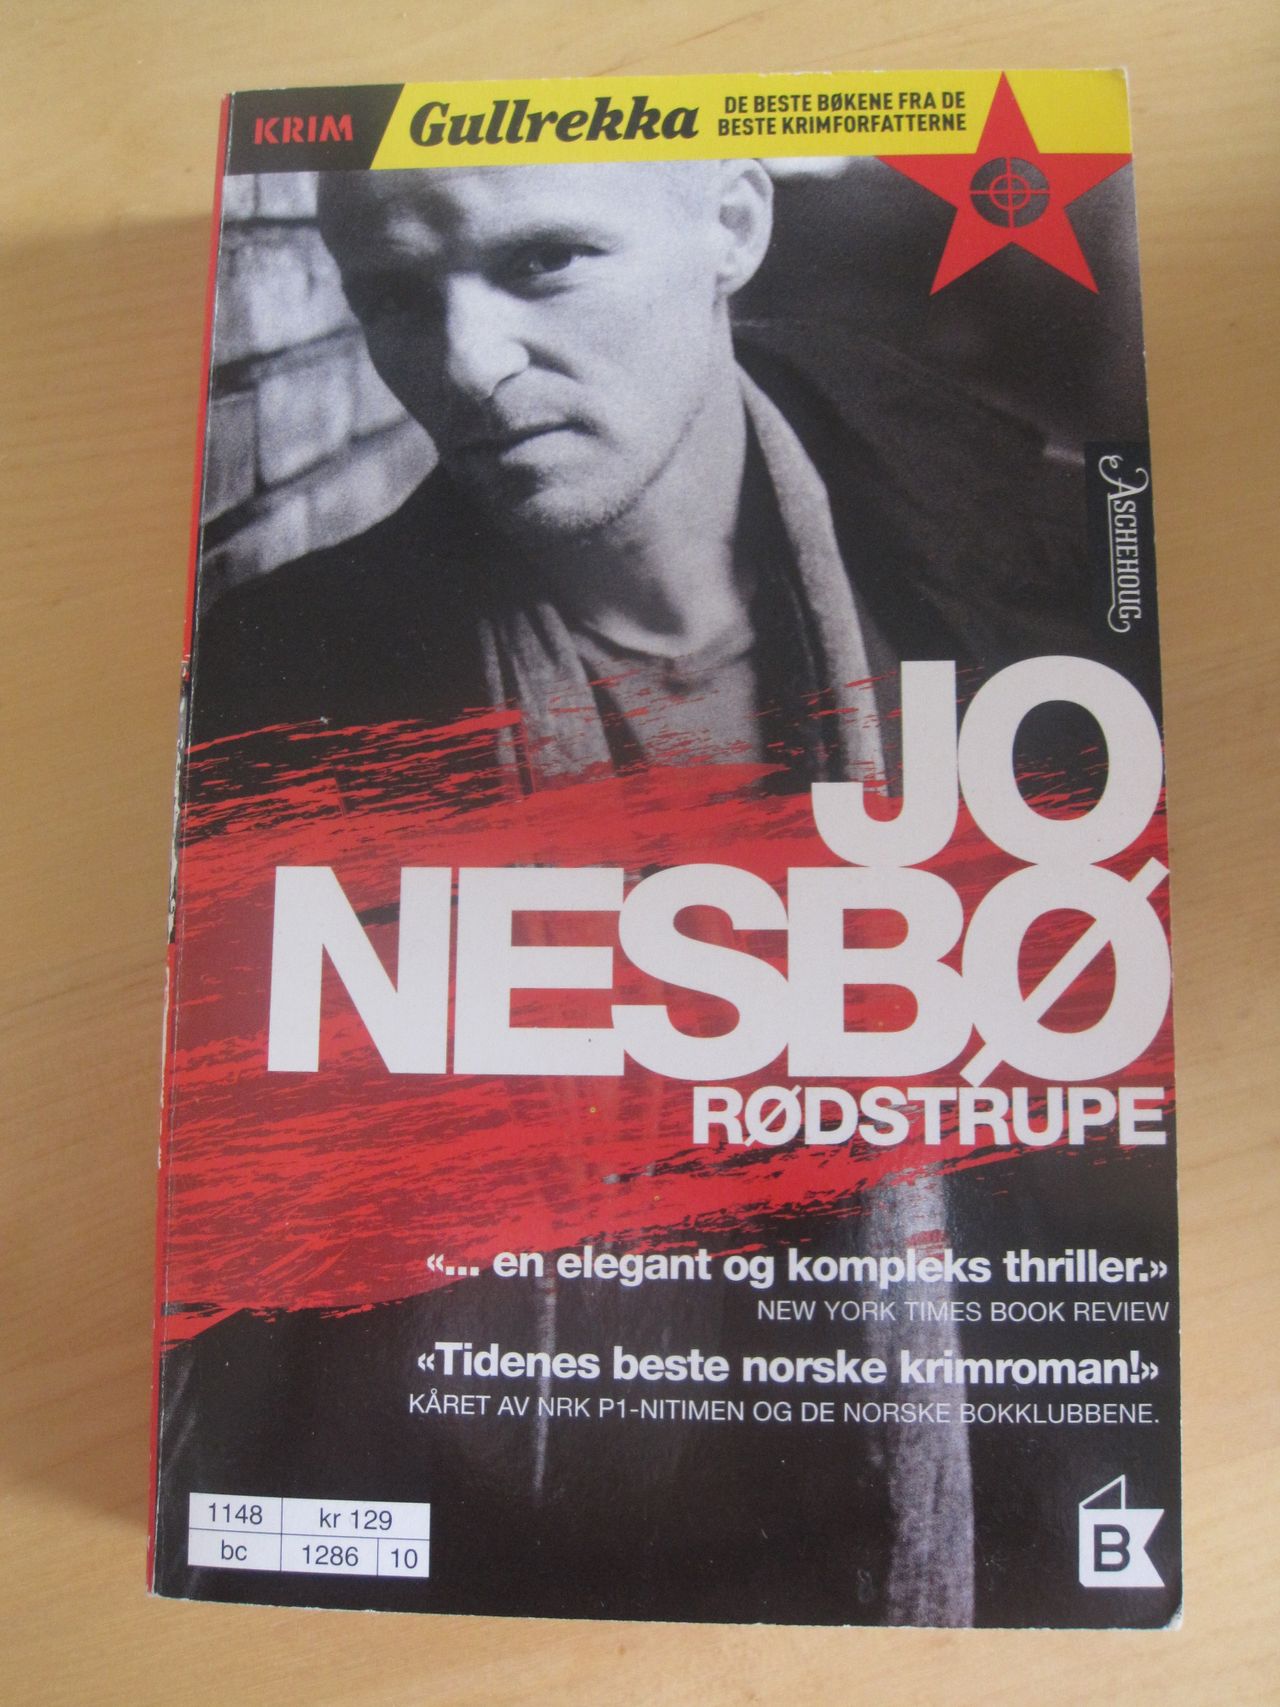 KRIM
Gullrekka
DE BESTE BØKENE FRA DE
BESTE KRIMFORFATTERNE
ASCHEHOUG
JO
NESBØ
RØDSTRUPE
«... en elegant og kompleks thriller.»
NEW YORK TIMES BOOK REVIEW
«Tidenes beste norske krimroman!»
KÅRET AV NRK P1-NITIMEN OG DE NORSKE BOKKLUBBENE.
1148 kr 129
bc 1286 10
B